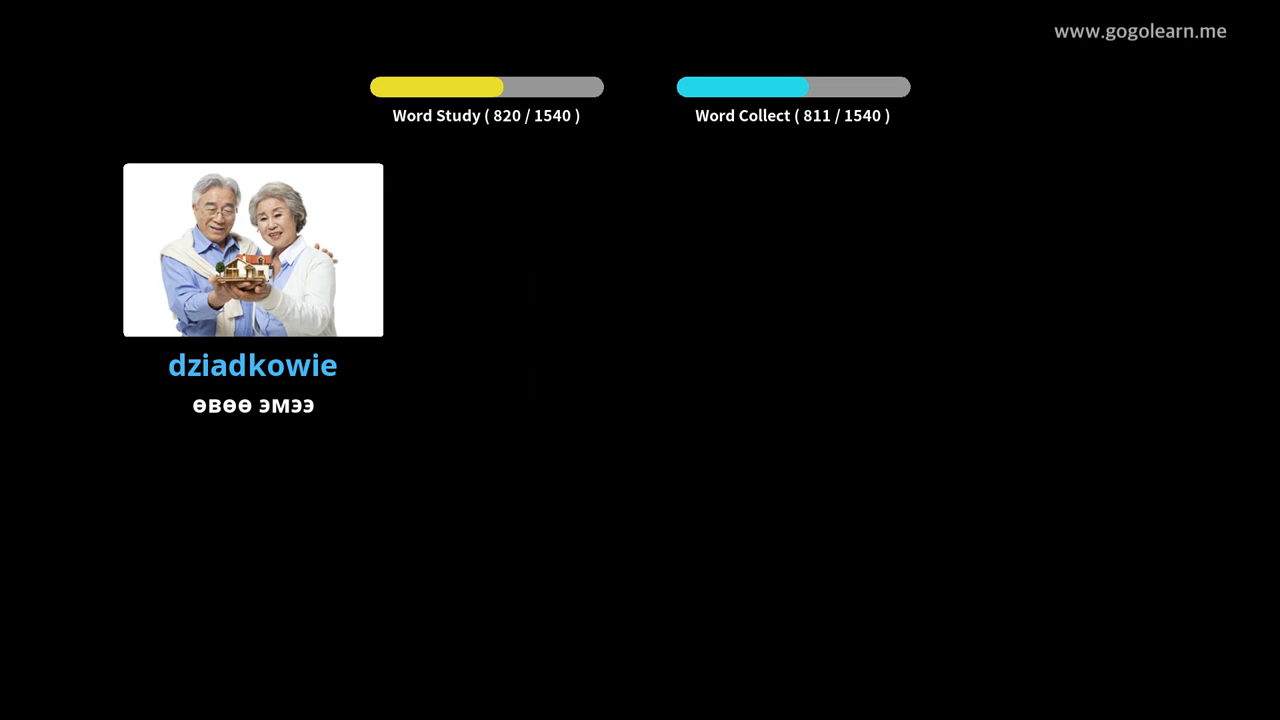 www.gogolearn.me
Word Study ( 820 / 1540 )
Word Collect ( 811 / 1540 )
dziadkowie
өвөө эмээ